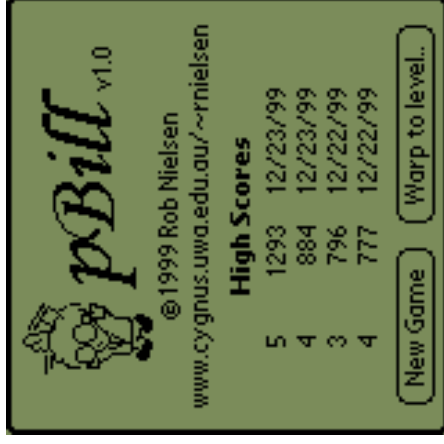 pBill v1.0
©1999 Rob Nielsen
www.cygnus.uwa.edu.au/~rnielsen
High Scores
5 1293 12/23/99
4 884 12/23/99
3 796 12/22/99
4 777 12/22/99
New Game Warp to level..